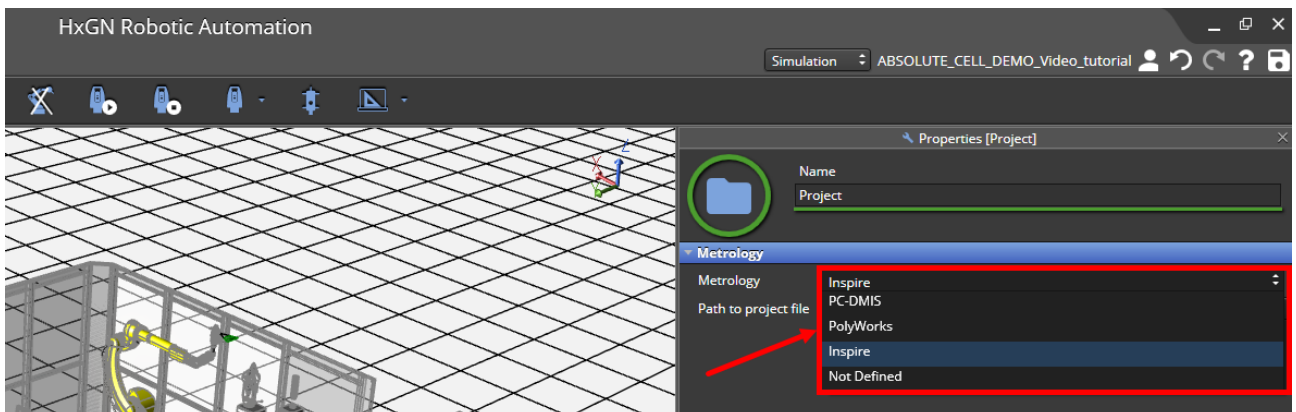 HxGN Robotic Automation
Simulation ABSOLUTE_CELL_DEMO_Video_tutorial ?
Properties [Project]
Name
Project
Metrology
Metrology Inspire
PC-DMIS
Path to project file
PolyWorks
Inspire
Not Defined
X
Z